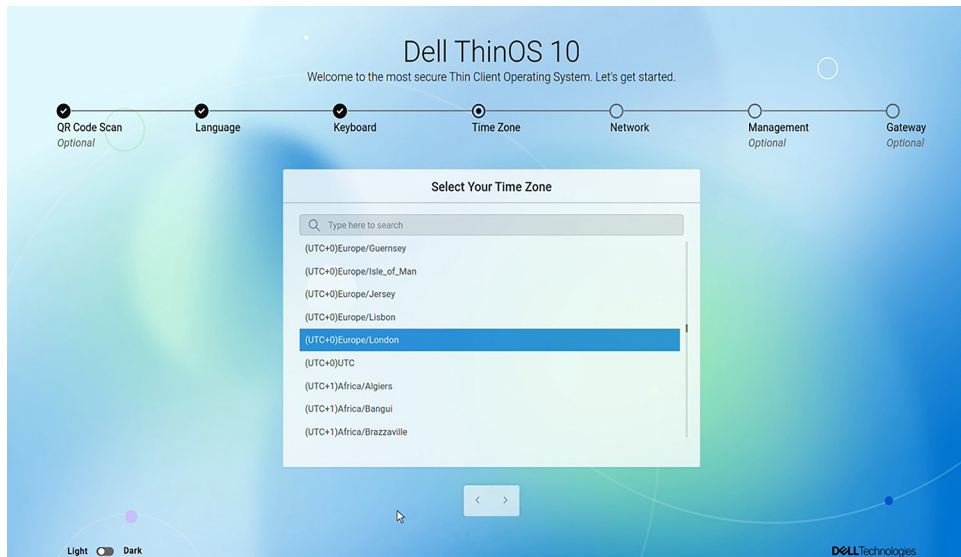 Dell ThinOS 10
Welcome to the most secure Thin Client Operating System. Let's get started.
QR Code Scan
Optional
Language
Keyboard
Time Zone
Network
Management
Optional
Gateway
Optional
Select Your Time Zone
Type here to search
(UTC+0)Europe/Guernsey
(UTC+0)Europe/Isle_of_Man
(UTC+0)Europe/Jersey
(UTC+0)Europe/Lisbon
(UTC+0)Europe/London
(UTC+0)UTC
(UTC+1)Africa/Algiers
(UTC+1)Africa/Bangui
(UTC+1)Africa/Brazzaville
Light Dark
DELL Technologies